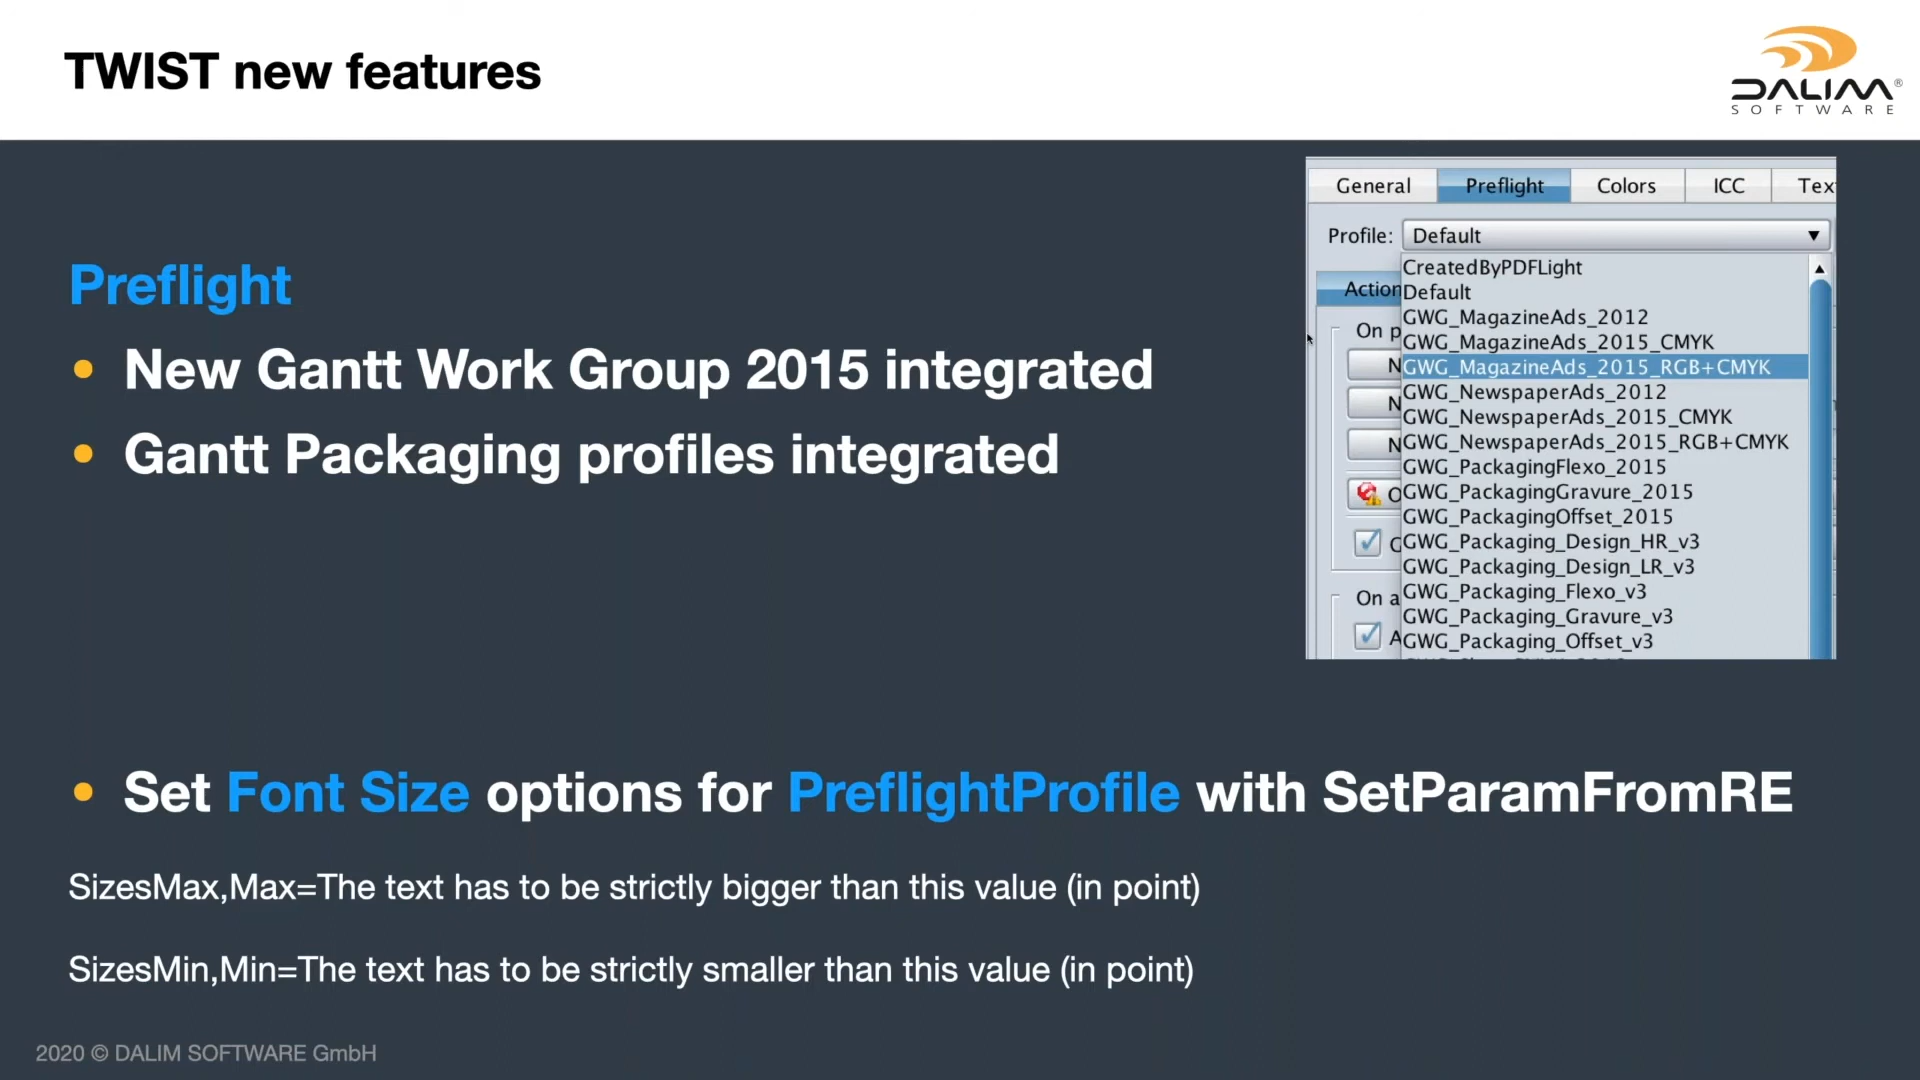 TWIST new features
DALIM®
SOFTWARE
Preflight
• New Gantt Work Group 2015 integrated
• Gantt Packaging profiles integrated
General Preflight Colors ICC Tex
Profile: Default
CreatedByPDFLight
Action
Default
GWG_MagazineAds_2012
On p
GWG_MagazineAds_2015_CMYK
N
GWG_MagazineAds_2015_RGB+CMYK
GWG_NewspaperAds_2012
N
GWG_NewspaperAds_2015_CMYK
N
GWG_NewspaperAds_2015_RGB+CMYK
GWG_PackagingFlexo_2015
GWG_PackagingGravure_2015
GWG_PackagingOffset_2015
GWG_Packaging_Design_HR_v3
GWG_Packaging_Design_LR_v3
On a
GWG_Packaging_Flexo_v3
GWG_Packaging_Gravure_v3
A
GWG_Packaging_Offset_v3
• Set Font Size options for PreflightProfile with SetParamFromRE
SizesMax,Max=The text has to be strictly bigger than this value (in point)
SizesMin,Min=The text has to be strictly smaller than this value (in point)
2020 © DALIM SOFTWARE GmbH